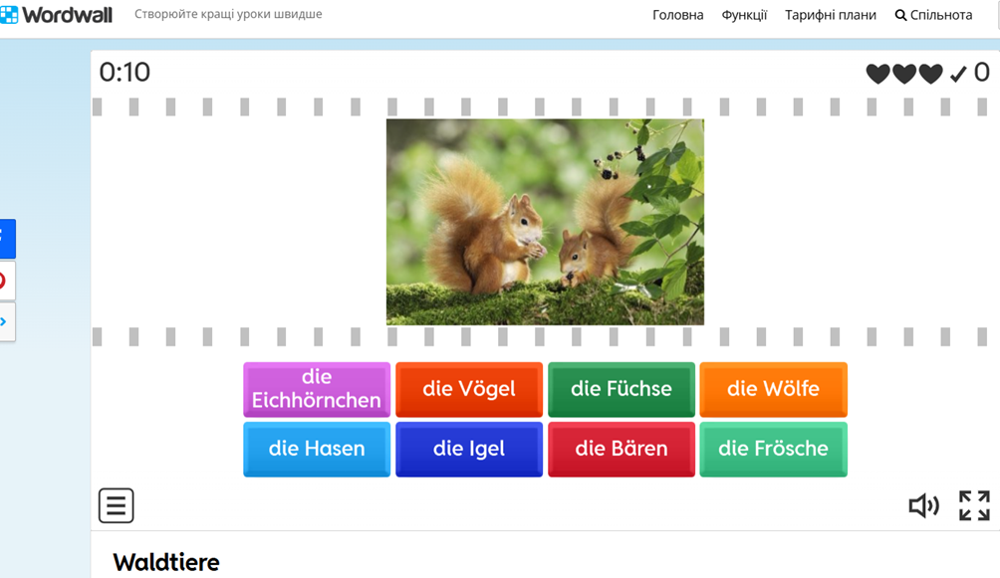 Wordwall Створюйте кращі уроки швидше Головна Функції Тарифні плани Спільнота
0:10 0
die
Eichhörnchen
die Vögel
die Füchse
die Wölfe
die Hasen
die Igel
die Bären
die Frösche
Waldtiere